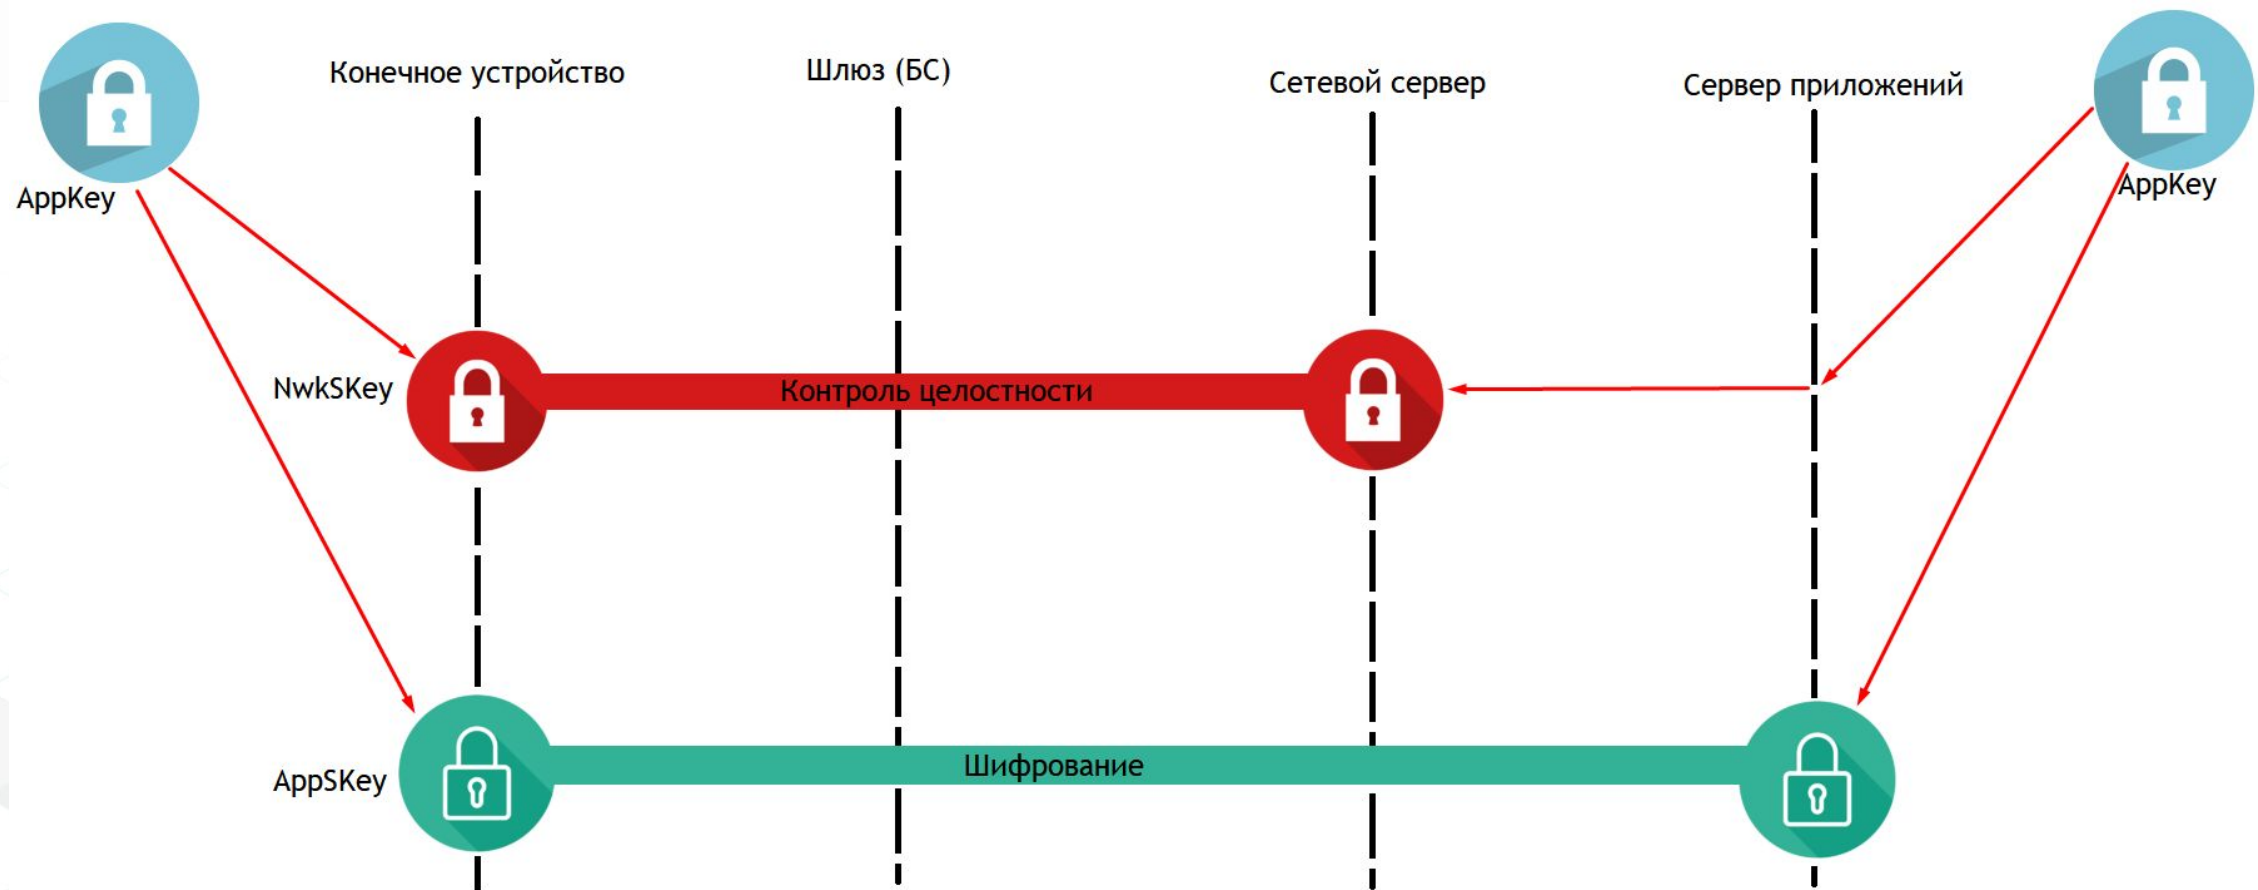 Конечное устройство
Шлюз (БС)
Сетевой сервер
Сервер приложений
AppKey
AppKey
NwkSKey
Контроль целостности
AppSKey
Шифрование